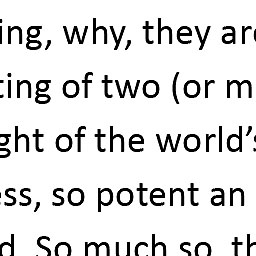 ing, why, they are
ting of two (or m
ght of the world's
ess, so potent an
d. So much so, th